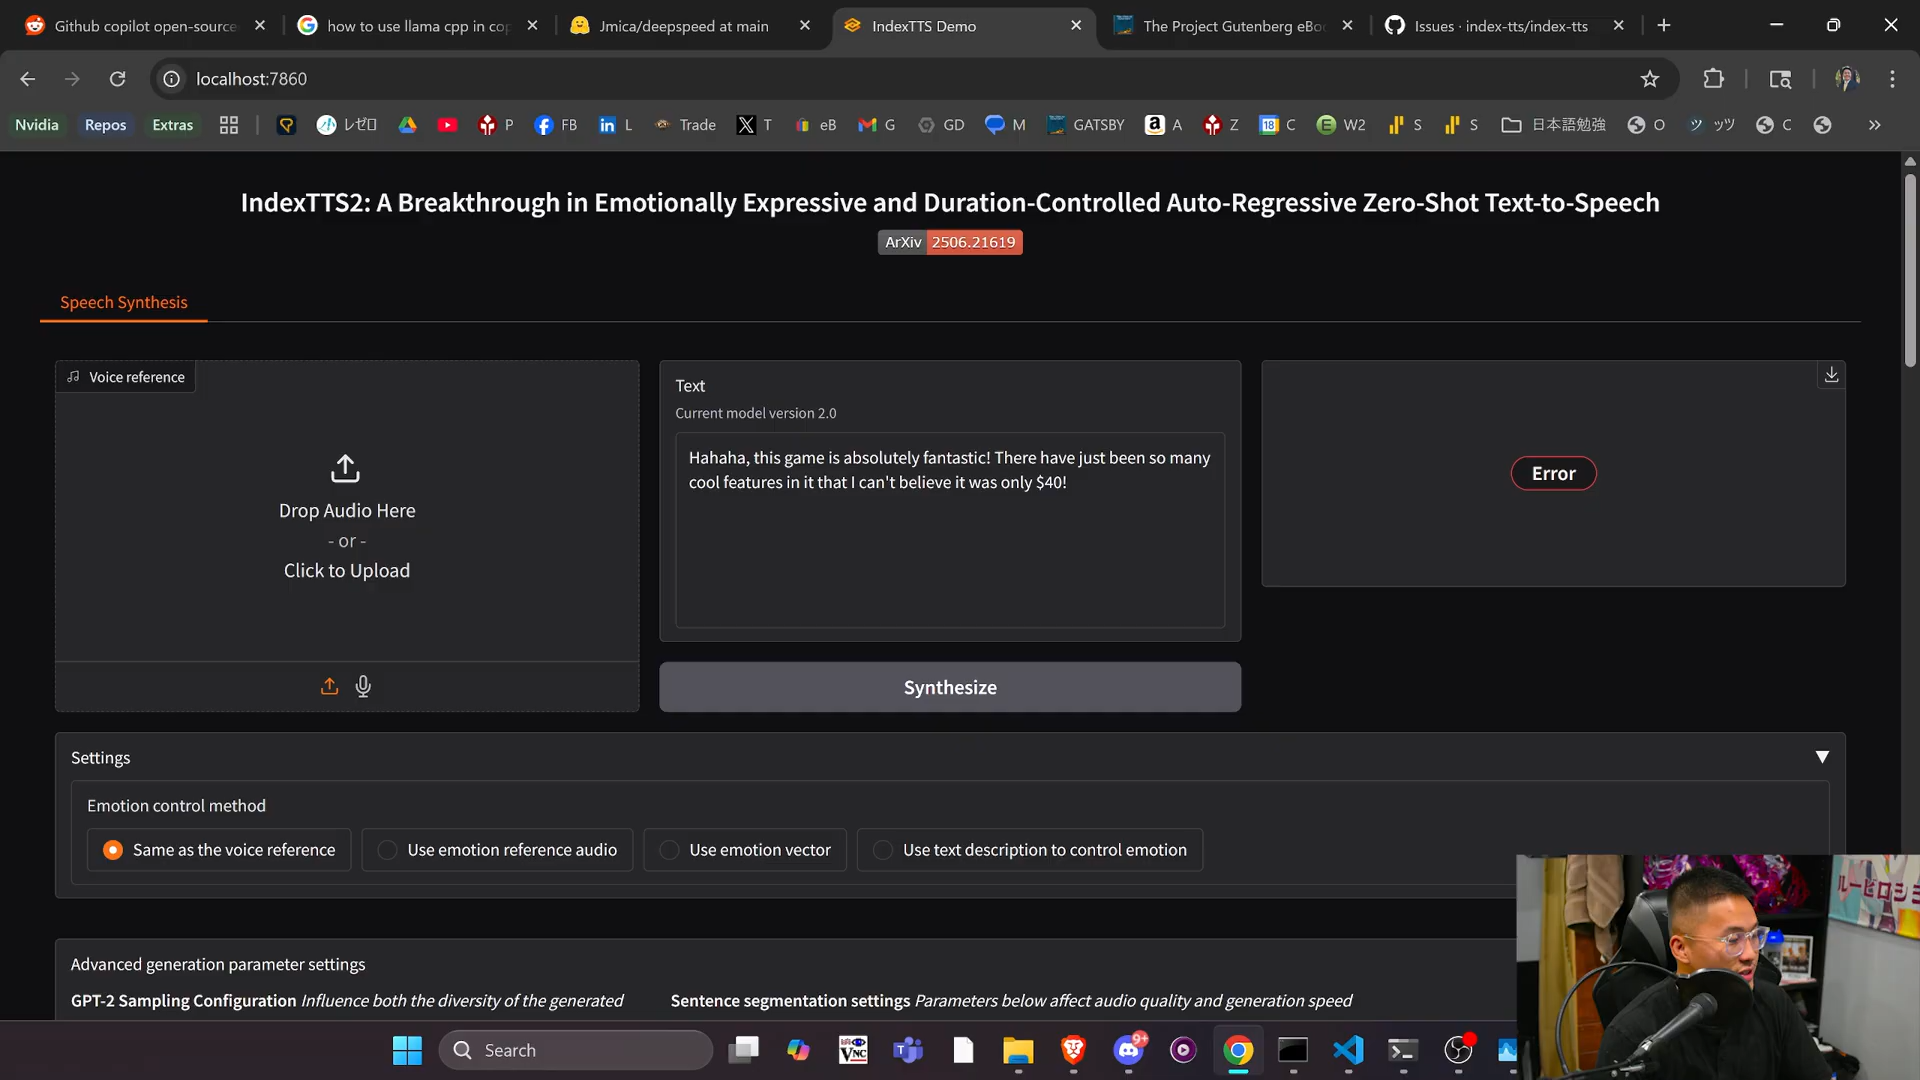 Github copilot open-source
how to use llama cpp in cop
Jmica/deepspeed at main
IndexTTS Demo
The Project Gutenberg eBo
Issues · index-tts/index-tts
localhost:7860
Nvidia
Repos
Extras
レゼロ
P
FB
L
Trade
T
eB
G
GD
M
GATSBY
A
Z
18 C
W2
S
S
日本語勉強
O
ッツ
C
IndexTTS2: A Breakthrough in Emotionally Expressive and Duration-Controlled Auto-Regressive Zero-Shot Text-to-Speech
ArXiv 2506.21619
Speech Synthesis
Voice reference
Drop Audio Here
- or -
Click to Upload
Text
Current model version 2.0
Hahaha, this game is absolutely fantastic! There have just been so many
cool features in it that I can't believe it was only $40!
Synthesize
Error
Settings
Emotion control method
Same as the voice reference
Use emotion reference audio
Use emotion vector
Use text description to control emotion
Advanced generation parameter settings
GPT-2 Sampling Configuration Influence both the diversity of the generated
Sentence segmentation settings Parameters below affect audio quality and generation speed
Search
VNC
9+